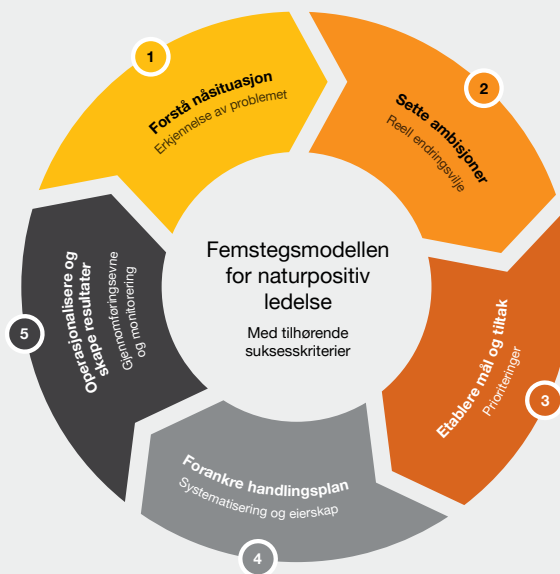 1
Forstå nåsituasjon
Erkjennelse av problemet
2
Sette ambisjoner
Reell endringsvilje
3
Etablere mål og tiltak
Prioriteringer
4
Forankre handlingsplan
Systematisering og eierskap
5
Operasjonalisere og
skape resultater
Gjennomføringsevne
og monitorering
Femstegsmodellen
for naturpositiv
ledelse
Med tilhørende
suksesskriterier